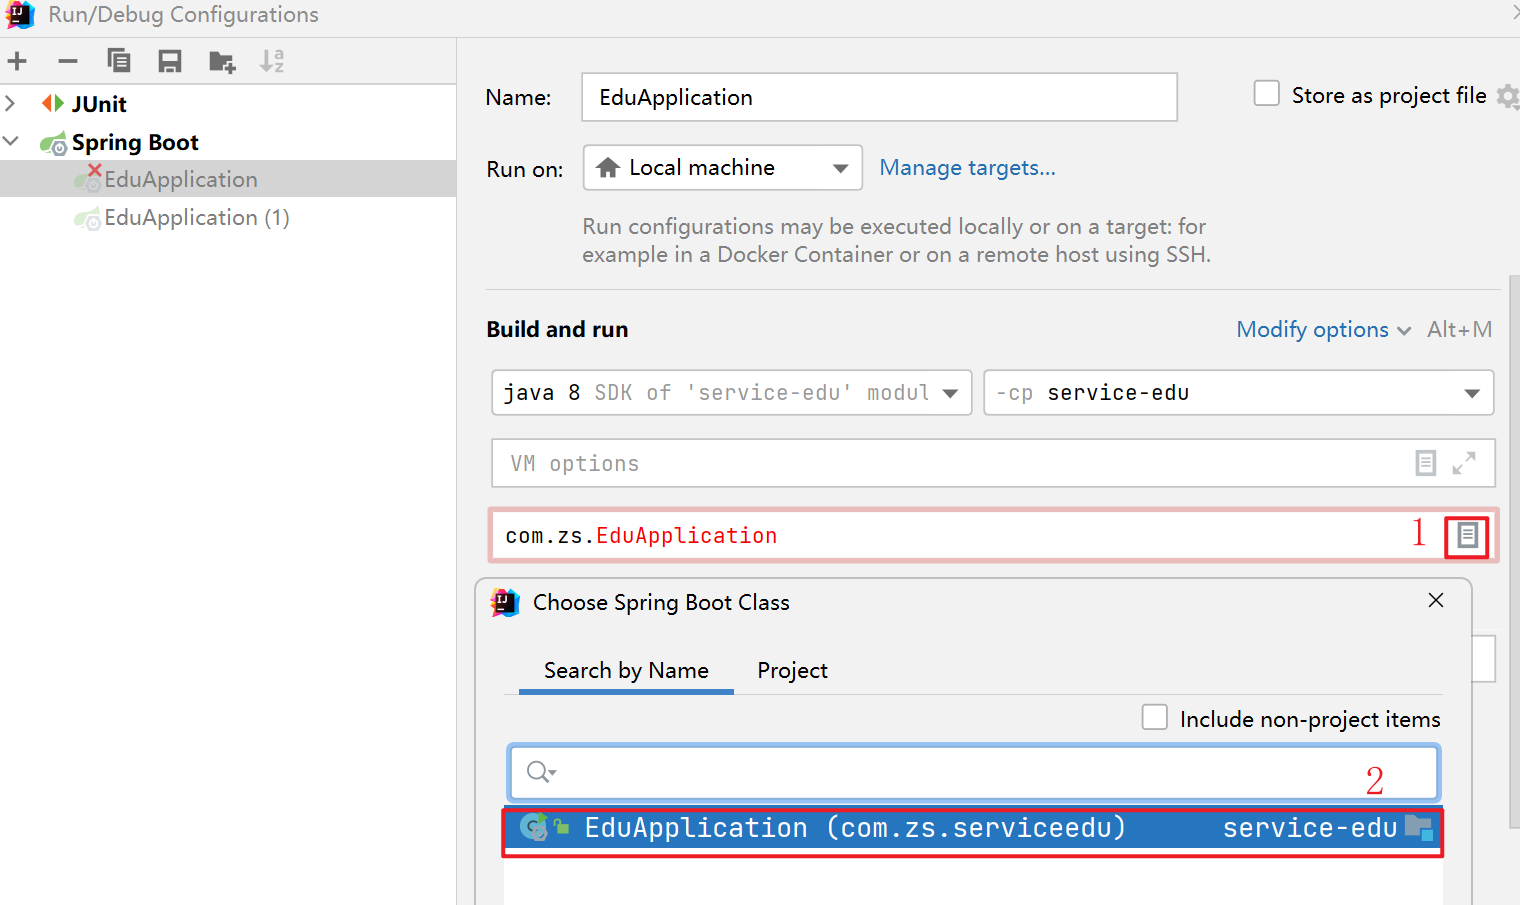 Run/Debug Configurations
JUnit
Spring Boot
EduApplication
EduApplication (1)
Name: EduApplication Store as project file
Run on: Local machine Manage targets...
Run configurations may be executed locally or on a target: for
example in a Docker Container or on a remote host using SSH.
Build and run Modify options Alt+M
java 8 SDK of 'service-edu' modul -cp service-edu
VM options
com.zs.EduApplication 1
Choose Spring Boot Class
Search by Name Project
Include non-project items
2
EduApplication (com.zs.serviceedu) service-edu